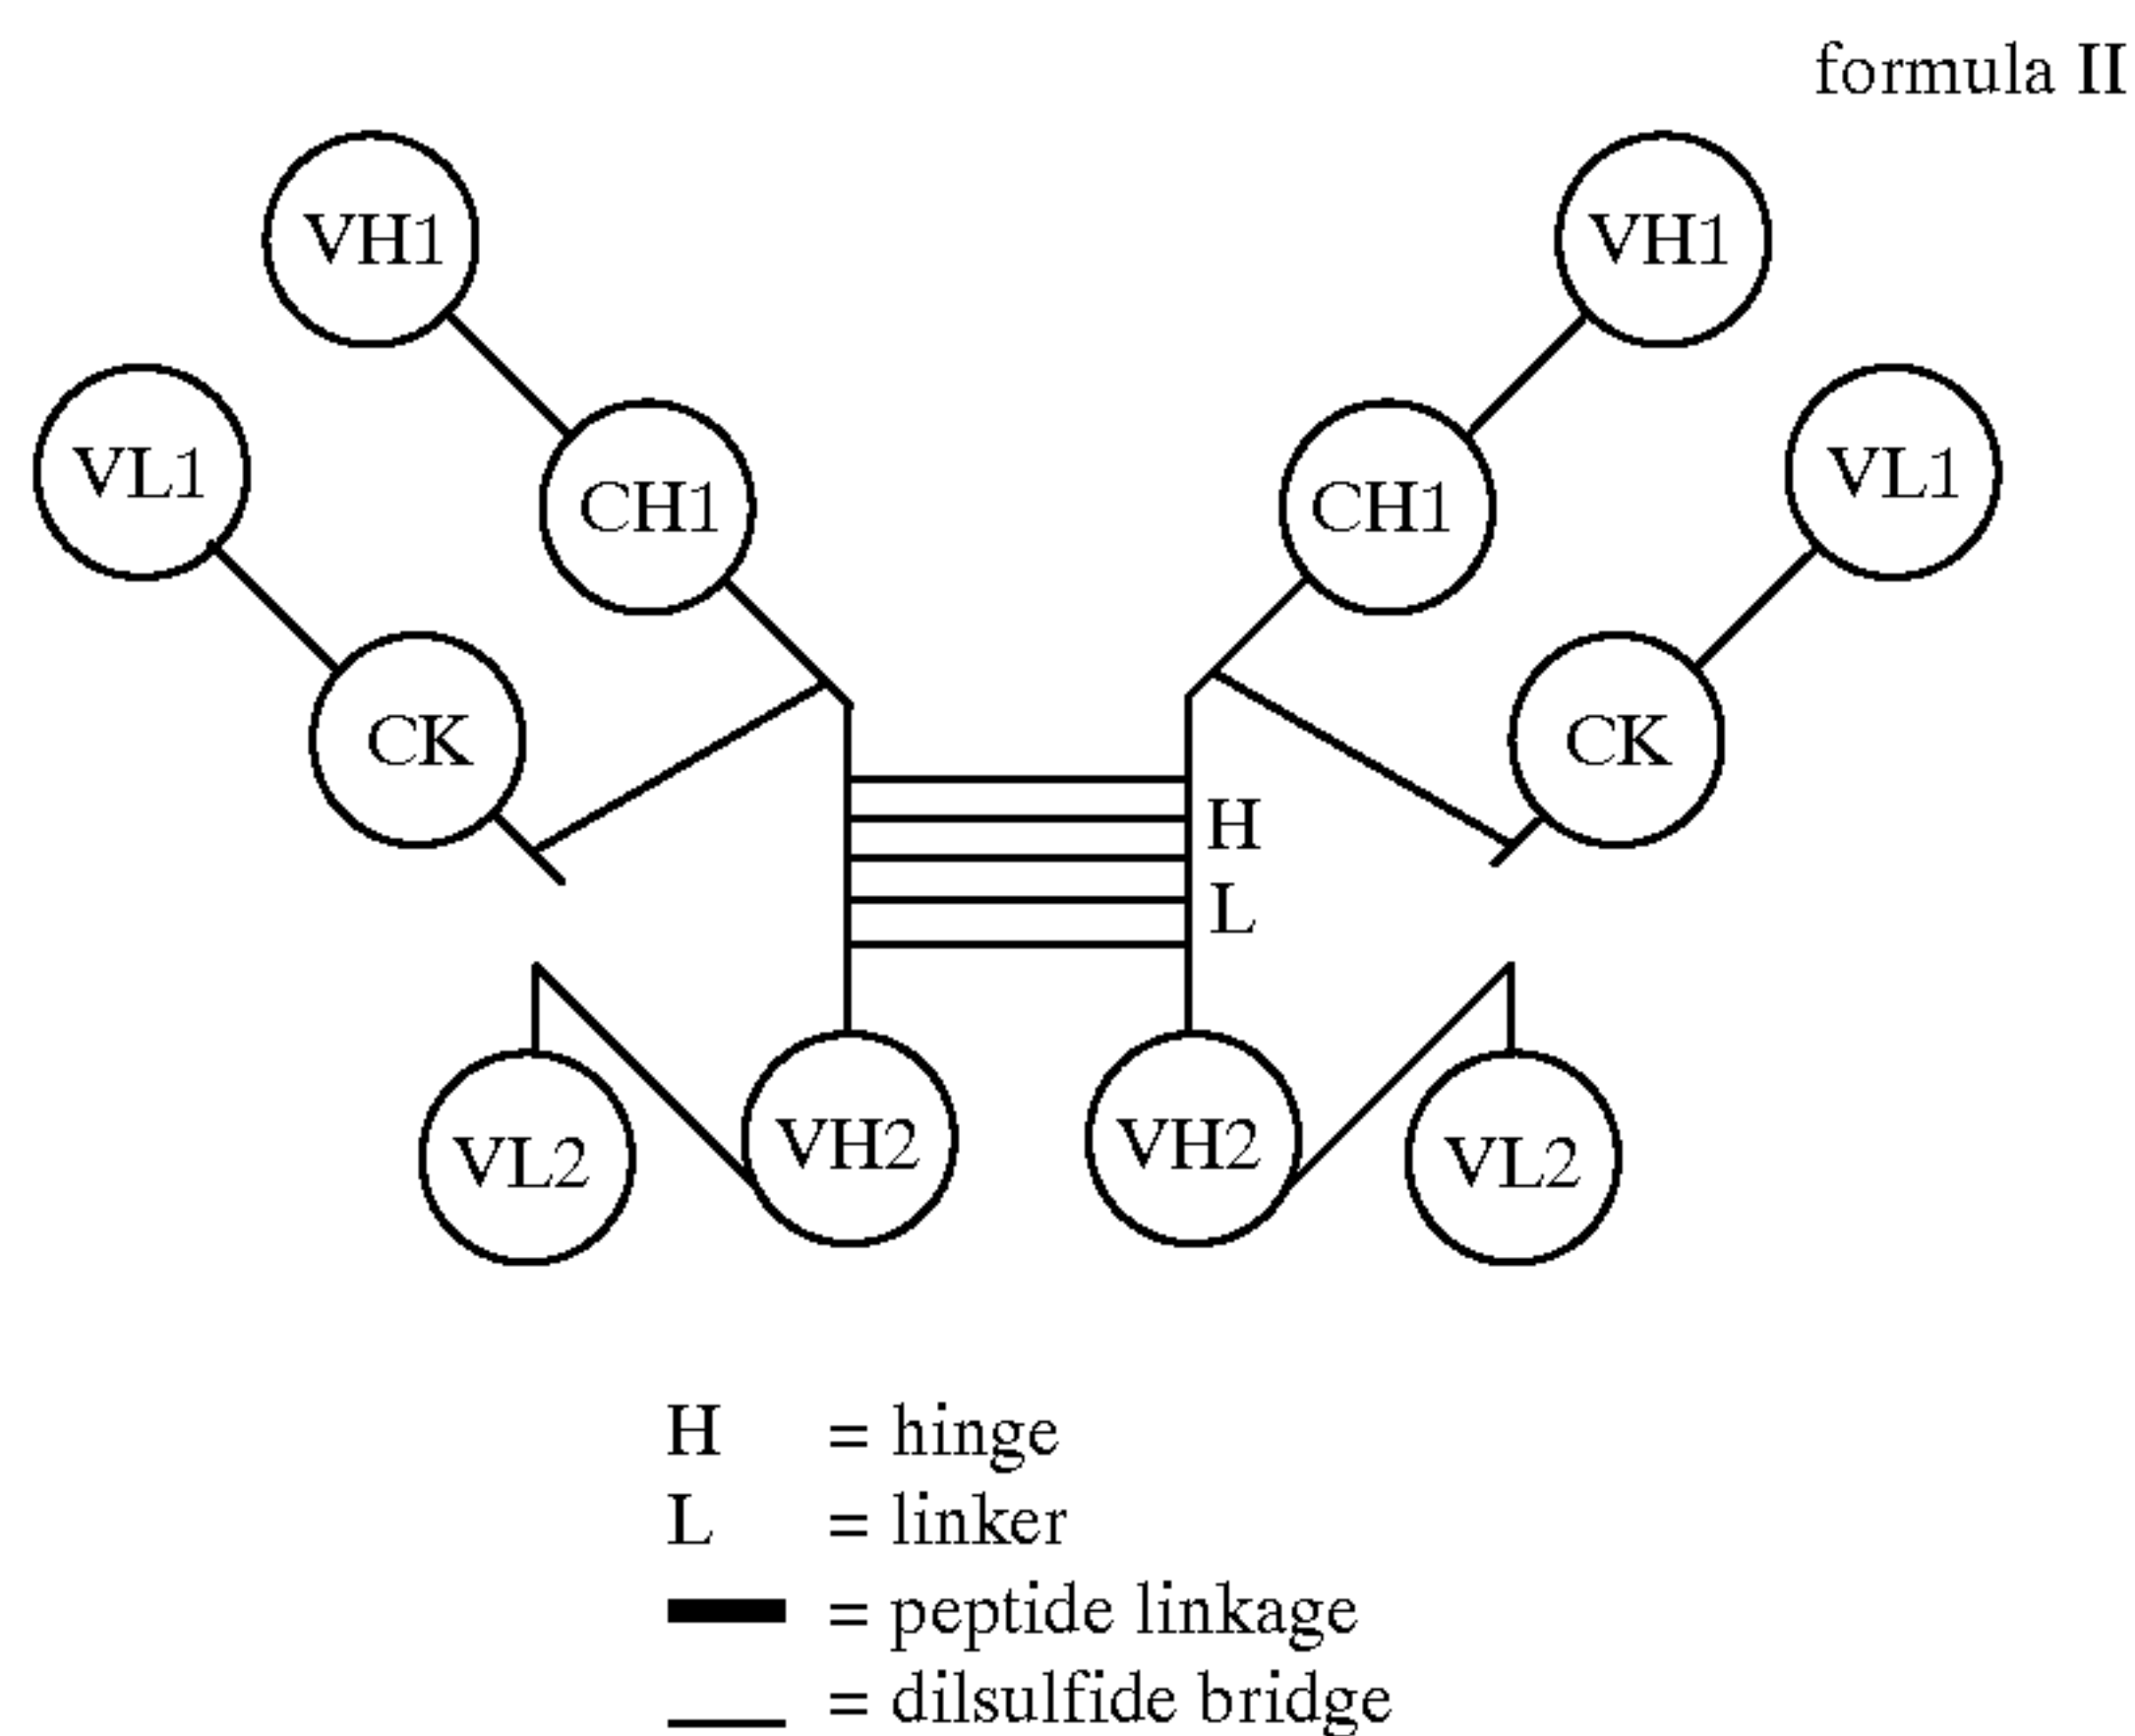 formula II
VH1
VH1
VL1
VL1
CH1
CH1
CK
CK
H
L
VL2
VH2
VH2
VL2
H = hinge
L = linker
= peptide linkage
= dilsulfide bridge